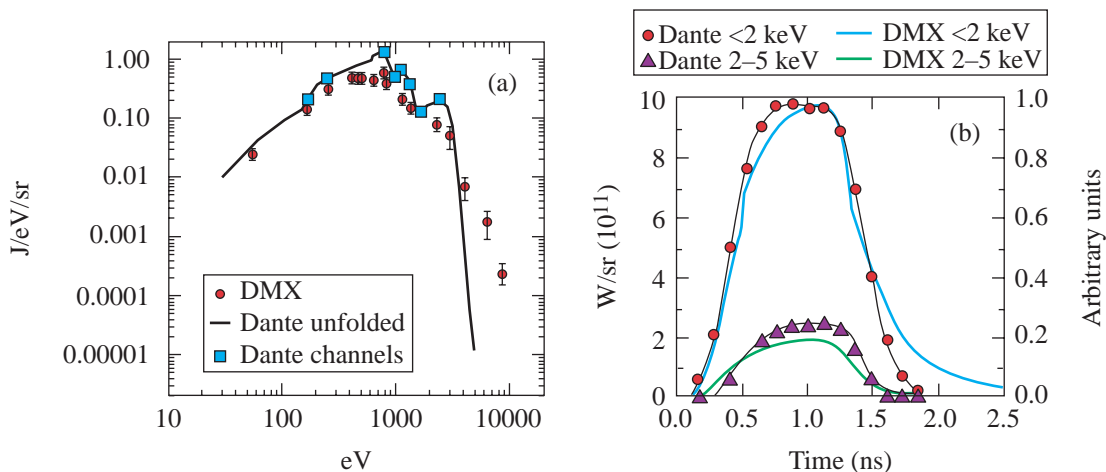 1.00
0.10
0.01
0.001
0.0001
0.00001
J/eV/sr
(a)
DMX
Dante unfolded
Dante channels
10 100 1000 10000
eV
Dante <2 keV DMX <2 keV
Dante 2–5 keV DMX 2–5 keV
10 1.0
8 0.8
6 0.6
4 0.4
2 0.2
0 0.0
W/sr (10¹¹)
(b)
Arbitrary units
0.0 0.5 1.0 1.5 2.0 2.5
Time (ns)